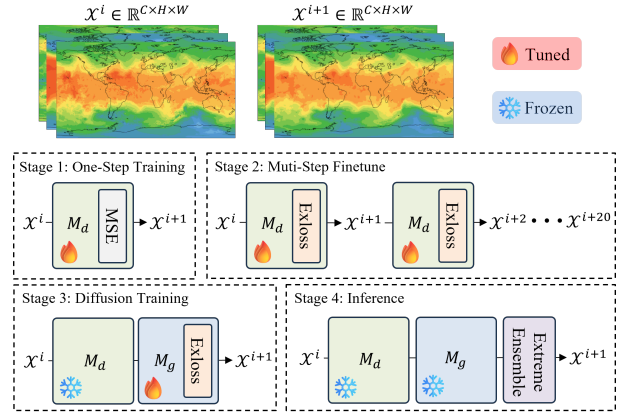 𝒳^i ∈ ℝ^{C×H×W}
𝒳^{i+1} ∈ ℝ^{C×H×W}
Tuned
Frozen
Stage 1: One-Step Training
𝒳^i M_d MSE 𝒳^{i+1}
Stage 2: Muti-Step Finetune
𝒳^i M_d Exloss 𝒳^{i+1} M_d Exloss 𝒳^{i+2} • • • 𝒳^{i+20}
Stage 3: Diffusion Training
𝒳^i M_d M_g Exloss 𝒳^{i+1}
Stage 4: Inference
𝒳^i M_d M_g Extreme Ensemble 𝒳^{i+1}